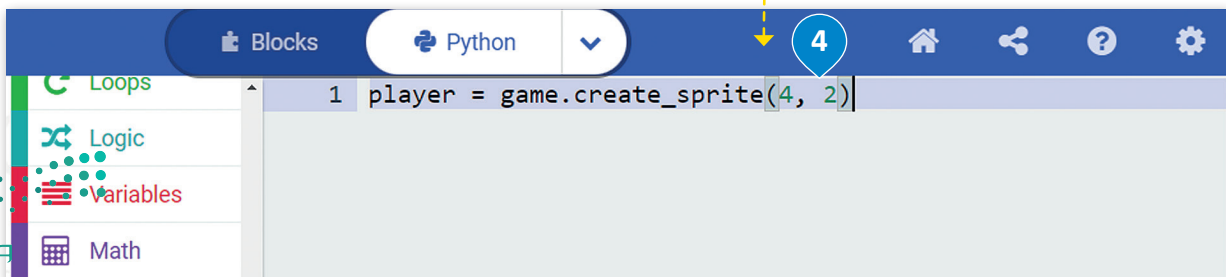 Blocks
Python
4
Loops
1 player = game.create_sprite(4, 2)
Logic
Variables
Math